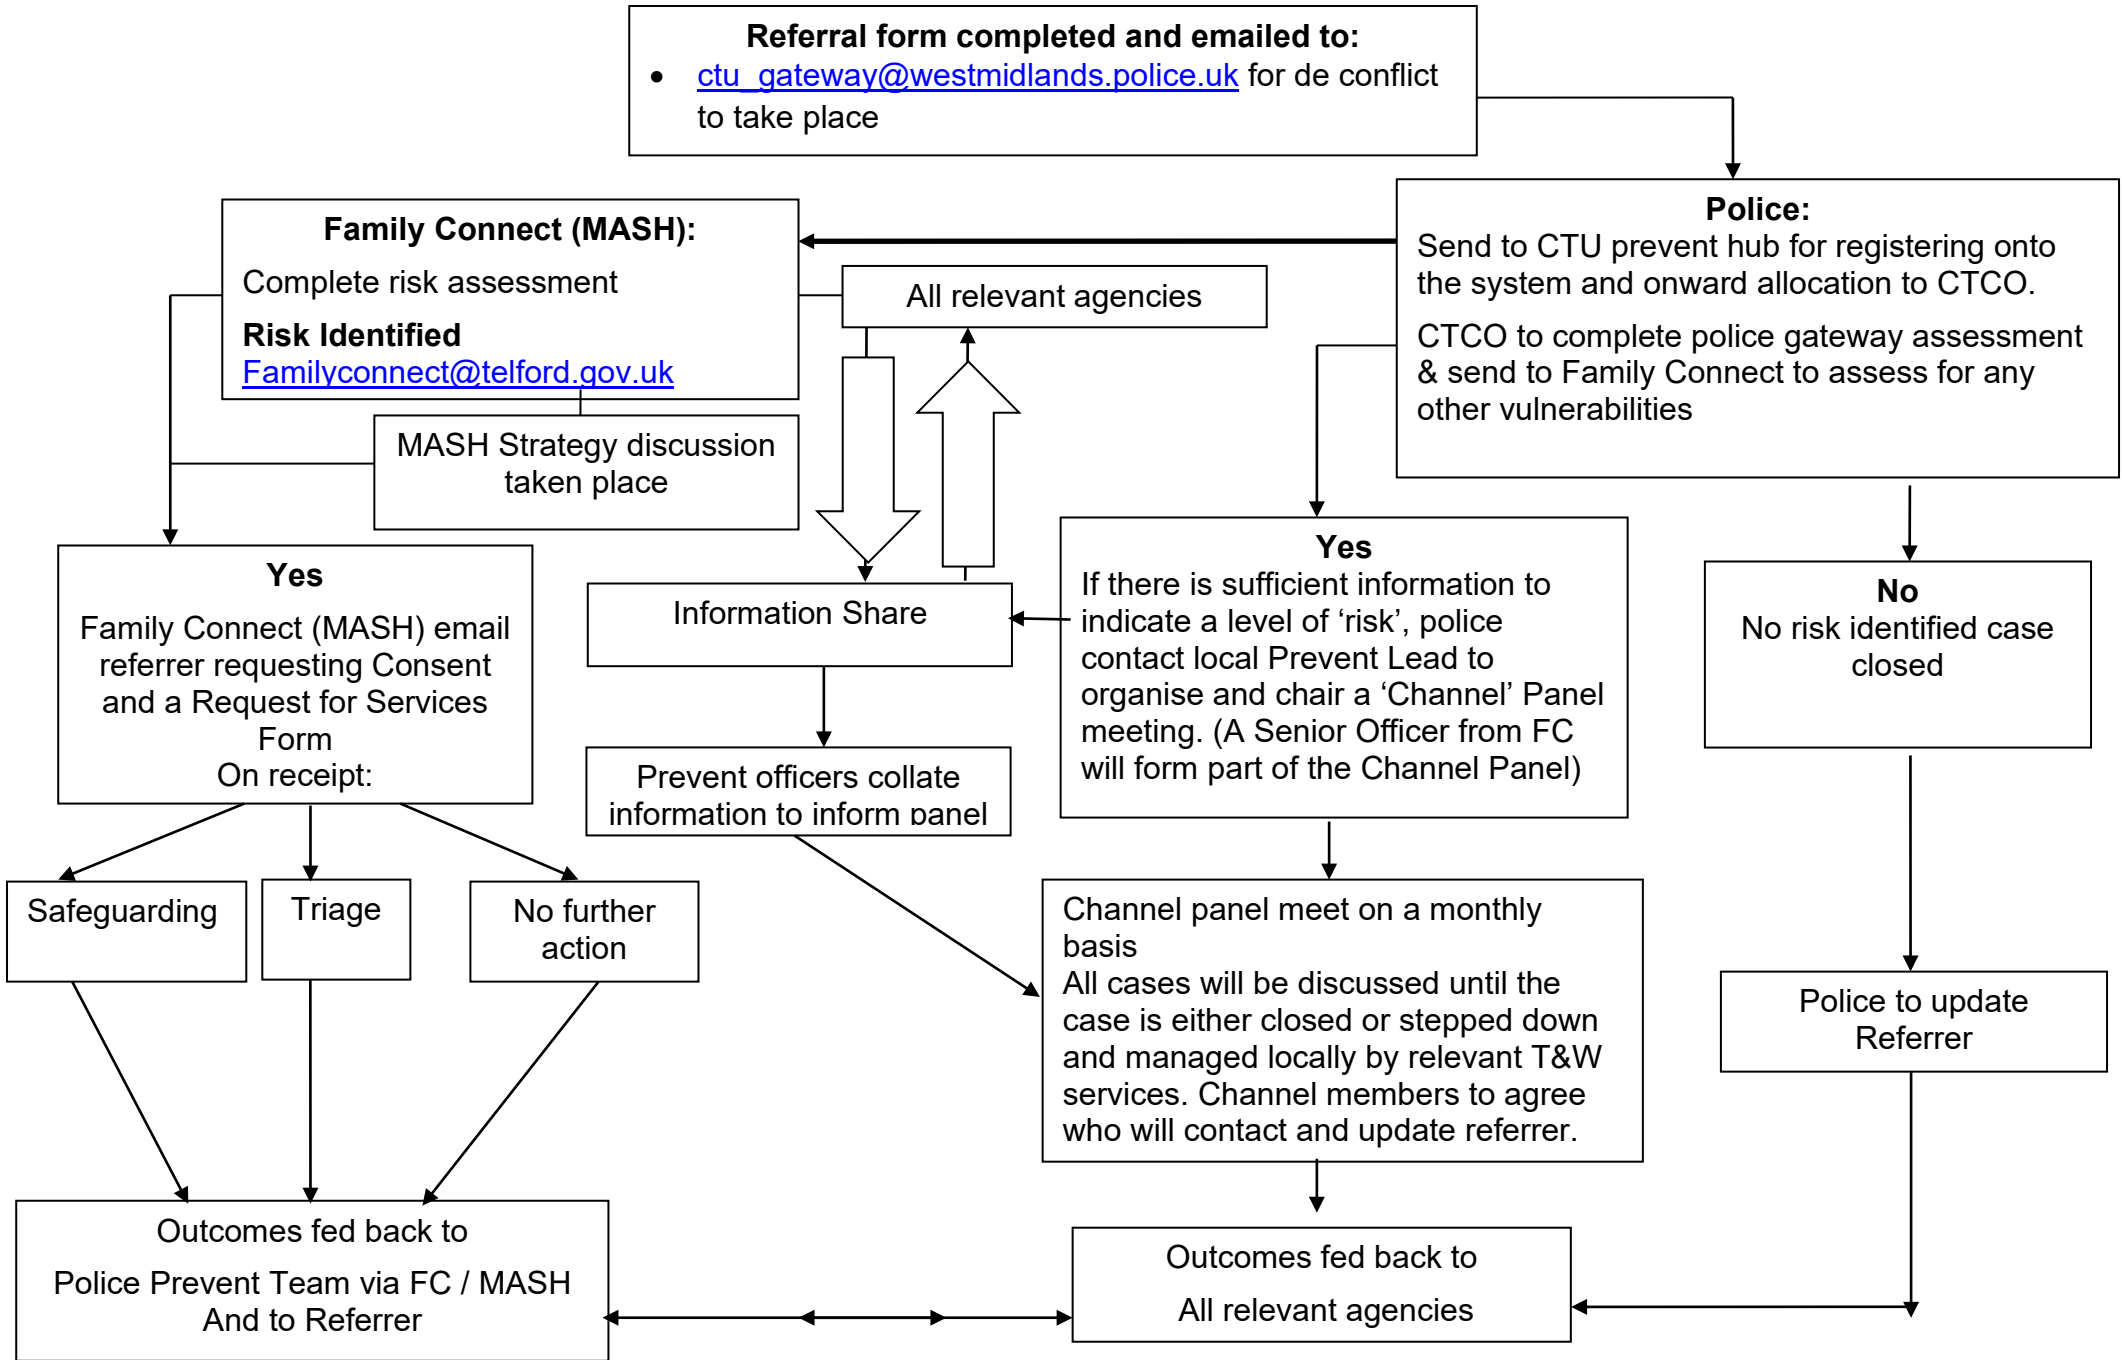 Referral form completed and emailed to:
• ctu_gateway@westmidlands.police.uk for de conflict
to take place
Family Connect (MASH):
Complete risk assessment
Risk Identified
Familyconnect@telford.gov.uk
All relevant agencies
Police:
Send to CTU prevent hub for registering onto
the system and onward allocation to CTCO.
CTCO to complete police gateway assessment
& send to Family Connect to assess for any
other vulnerabilities
MASH Strategy discussion
taken place
Yes
Family Connect (MASH) email
referrer requesting Consent
and a Request for Services
Form
On receipt:
Information Share
Yes
If there is sufficient information to
indicate a level of ‘risk’, police
contact local Prevent Lead to
organise and chair a ‘Channel’ Panel
meeting. (A Senior Officer from FC
will form part of the Channel Panel)
No
No risk identified case
closed
Prevent officers collate
information to inform panel
Safeguarding
Triage
No further
action
Channel panel meet on a monthly
basis
All cases will be discussed until the
case is either closed or stepped down
and managed locally by relevant T&W
services. Channel members to agree
who will contact and update referrer.
Police to update
Referrer
Outcomes fed back to
Police Prevent Team via FC / MASH
And to Referrer
Outcomes fed back to
All relevant agencies